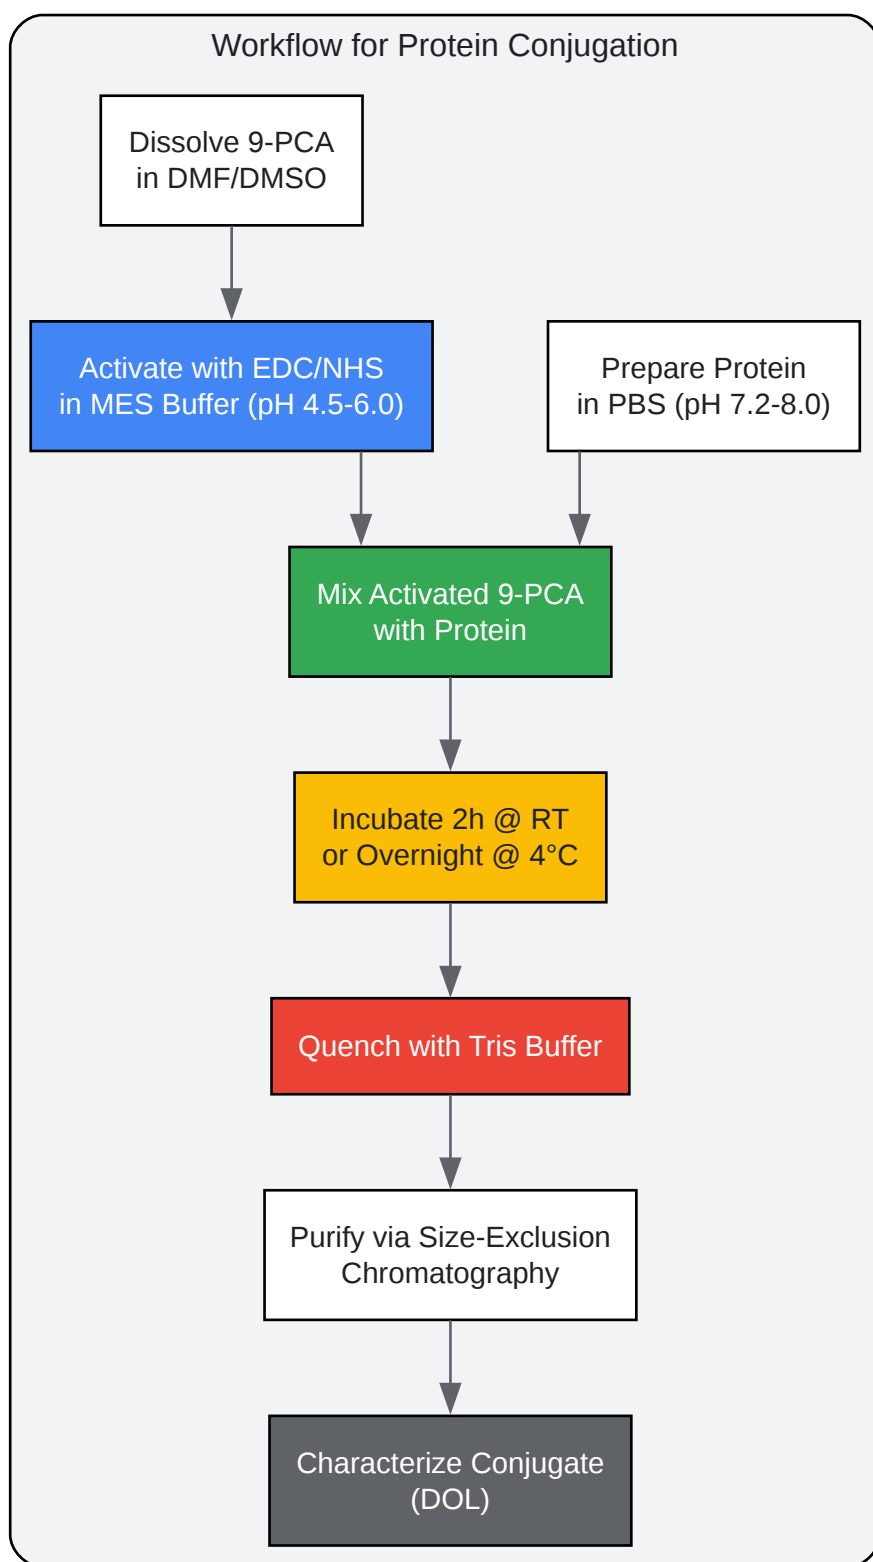 Workflow for Protein Conjugation
Dissolve 9-PCA
in DMF/DMSO
Activate with EDC/NHS
in MES Buffer (pH 4.5-6.0)
Prepare Protein
in PBS (pH 7.2-8.0)
Mix Activated 9-PCA
with Protein
Incubate 2h @ RT
or Overnight @ 4°C
Quench with Tris Buffer
Purify via Size-Exclusion
Chromatography
Characterize Conjugate
(DOL)